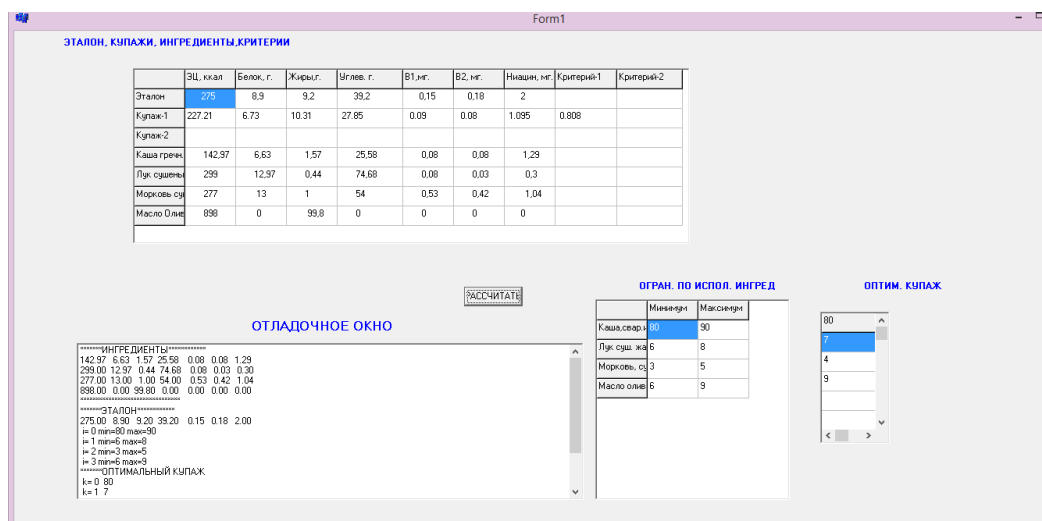 Form1
ЭТАЛОН, КУПАЖИ, ИНГРЕДИЕНТЫ,КРИТЕРИИ
ЭЦ, ккал Белок, г. Жиры,г. Углев. г. В1,мг. В2, мг. Ниацин, мг. Критерий-1 Критерий-2
Эталон 275 8,9 9,2 39,2 0,15 0,18 2
Купаж-1 227.21 6.73 10.31 27.85 0.09 0.08 1.095 0.808
Купаж-2
Каша гречн. 142,97 6,63 1,57 25,58 0,08 0,08 1,29
Лук сушены 299 12,97 0,44 74,68 0,08 0,03 0,3
Морковь су 277 13 1 54 0,53 0,42 1,04
Масло Олив 898 0 99,8 0 0 0 0
РАССЧИТАТЬ
ОТЛАДОЧНОЕ ОКНО
*******ИНГРЕДИЕНТЫ************
142.97 6.63 1.57 25.58 0.08 0.08 1.29
299.00 12.97 0.44 74.68 0.08 0.03 0.30
277.00 13.00 1.00 54.00 0.53 0.42 1.04
898.00 0.00 99.80 0.00 0.00 0.00 0.00
********************************
*******ЭТАЛОН************
275.00 8.90 9.20 39.20 0.15 0.18 2.00
i= 0 min=80 max=90
i= 1 min=6 max=8
i= 2 min=3 max=5
i= 3 min=6 max=9
*******ОПТИМАЛЬНЫЙ КУПАЖ
k= 0 80
k= 1 7
ОГРАН. ПО ИСПОЛ. ИНГРЕД
Минимум Максимум
Каша,свар. 80 90
Лук суш. жа 6 8
Морковь, су 3 5
Масло олив 6 9
ОПТИМ. КУПАЖ
80
7
4
9